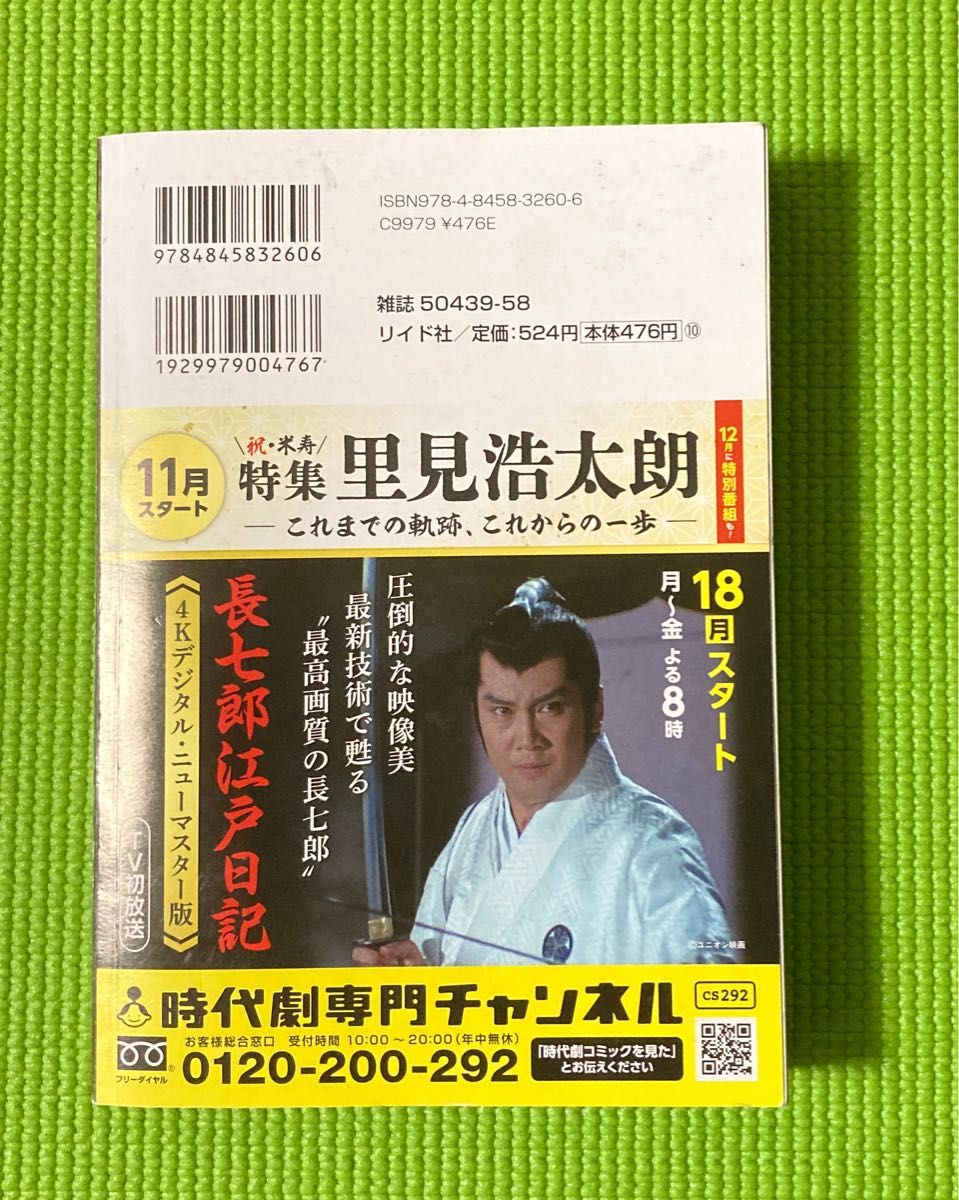 ISBN978-4-8458-3260-6
C9979 ¥476E
9784845832606
雑誌 50439-58
リイド社／定価:524円 本体476円 ⑩
1929979004767
11月
スタート
祝・米寿
特集 里見浩太朗
これまでの軌跡、これからの一歩
12月に特別番組も!
18月スタート
月〜金 よる8時
圧倒的な映像美
最新技術で甦る
“最高画質の長七郎”
長七郎江戸日記
《4Kデジタル・ニューマスター版》
TV初放送
©ユニオン映画
時代劇専門チャンネル
CS292
フリーダイヤル®
お客様総合窓口 受付時間 10:00〜20:00(年中無休)
0120-200-292
「時代劇コミックを見た」
とお伝えください